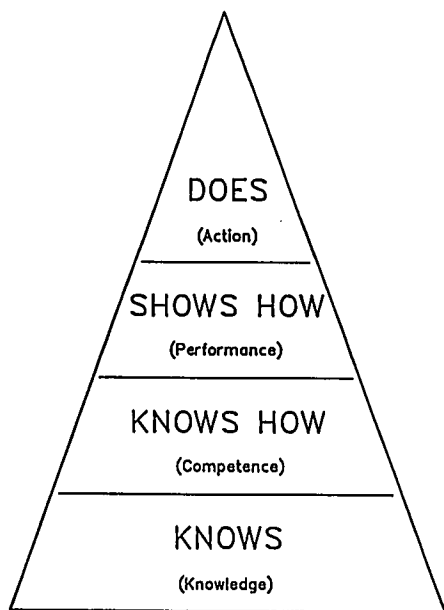 DOES
(Action)
SHOWS HOW
(Performance)
KNOWS HOW
(Competence)
KNOWS
(Knowledge)